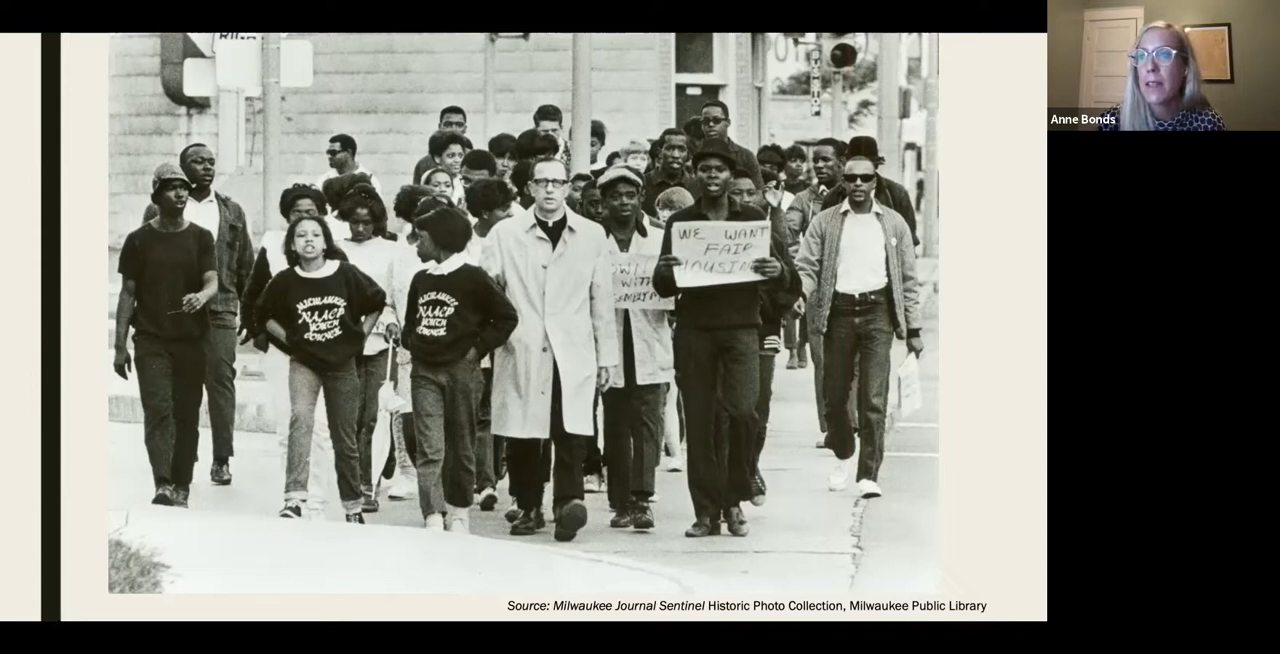 Anne Bonds
WE WANT
FAIR
HOUSING
WITH
MILWAUKEE
NAACP
YOUTH
COUNCIL
MILWAUKEE
NAACP
YOUTH
COUNCIL
Source: Milwaukee Journal Sentinel Historic Photo Collection, Milwaukee Public Library